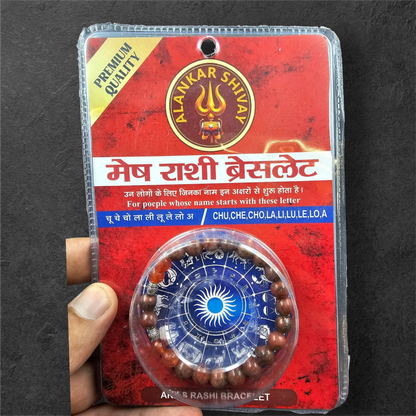 PREMIUM
QUALITY
ALANKAR SHIVAY
मेष राशी ब्रेसलेट
उन लोगो के लिए जिनका नाम इन अक्षरो से शुरू होता है।
For poeple whose name starts with these letter
चू चे चो ला ली लू ले लो अ / CHU,CHE,CHO,LA,LI,LU,LE,LO,A
RASHI BRACELET